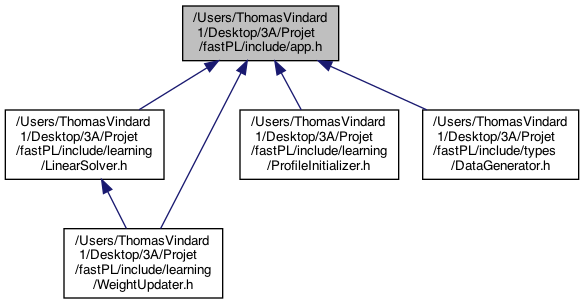 /Users/ThomasVindard
1/Desktop/3A/Projet
/fastPL/include/app.h
/Users/ThomasVindard
1/Desktop/3A/Projet
/fastPL/include/learning
/LinearSolver.h
/Users/ThomasVindard
1/Desktop/3A/Projet
/fastPL/include/learning
/ProfileInitializer.h
/Users/ThomasVindard
1/Desktop/3A/Projet
/fastPL/include/types
/DataGenerator.h
/Users/ThomasVindard
1/Desktop/3A/Projet
/fastPL/include/learning
/WeightUpdater.h